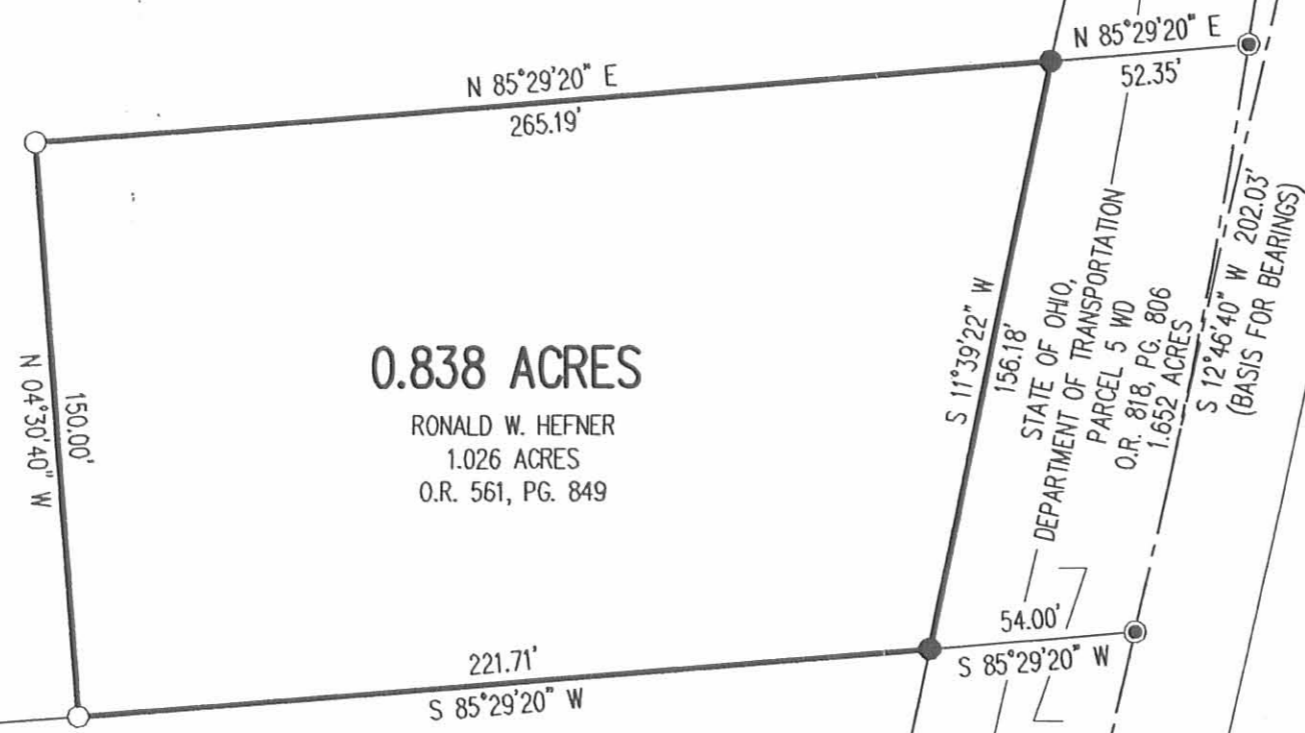 N 85°29'20" E
52.35'
N 85°29'20" E
265.19'
N 04°30'40" W
150.00'
0.838 ACRES
RONALD W. HEFNER
1.026 ACRES
O.R. 561, PG. 849
S 11°39'22" W
156.18'
STATE OF OHIO,
DEPARTMENT OF TRANSPORTATION
PARCEL 5 WD
O.R. 818, PG. 806
1.652 ACRES
S 12°46'40" W 202.03'
(BASIS FOR BEARINGS)
54.00'
S 85°29'20" W
221.71'
S 85°29'20" W